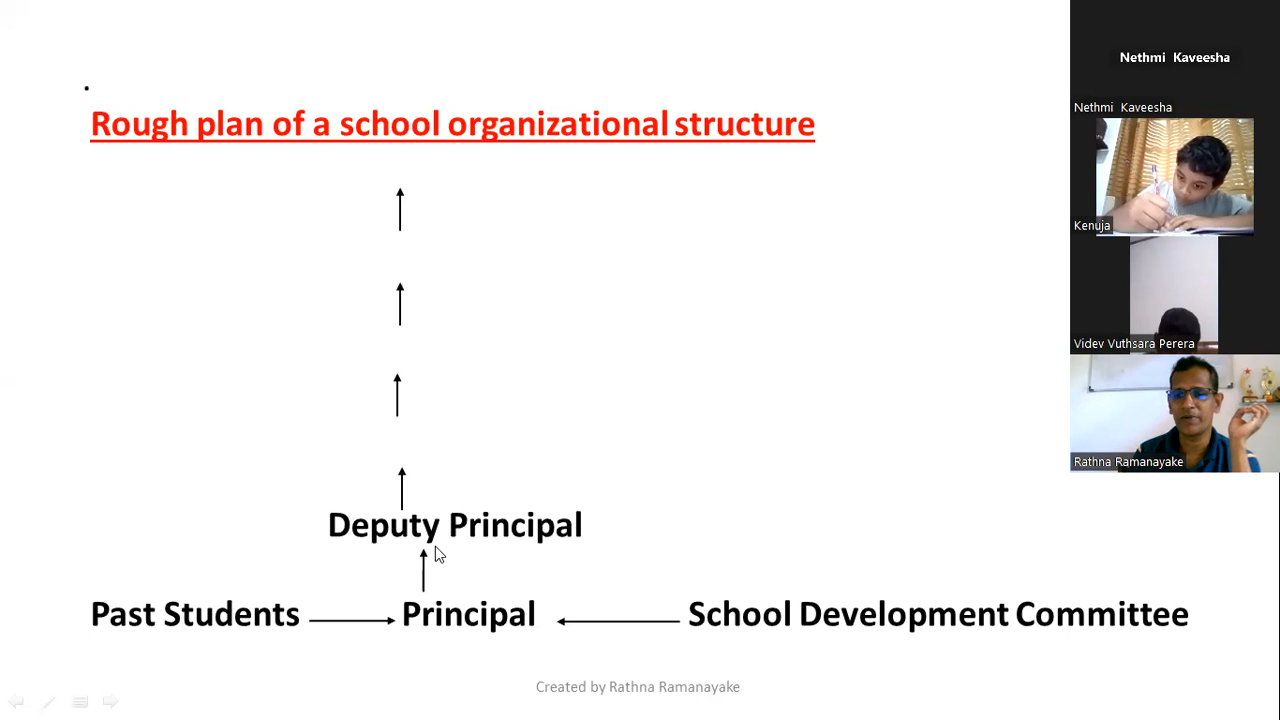 Rough plan of a school organizational structure
Deputy Principal
Past Students
Principal
School Development Committee
Created by Rathna Ramanayake
Nethmi Kaveesha
Nethmi Kaveesha
Kenuja
Videv Vuthsara Perera
Rathna Ramanayake